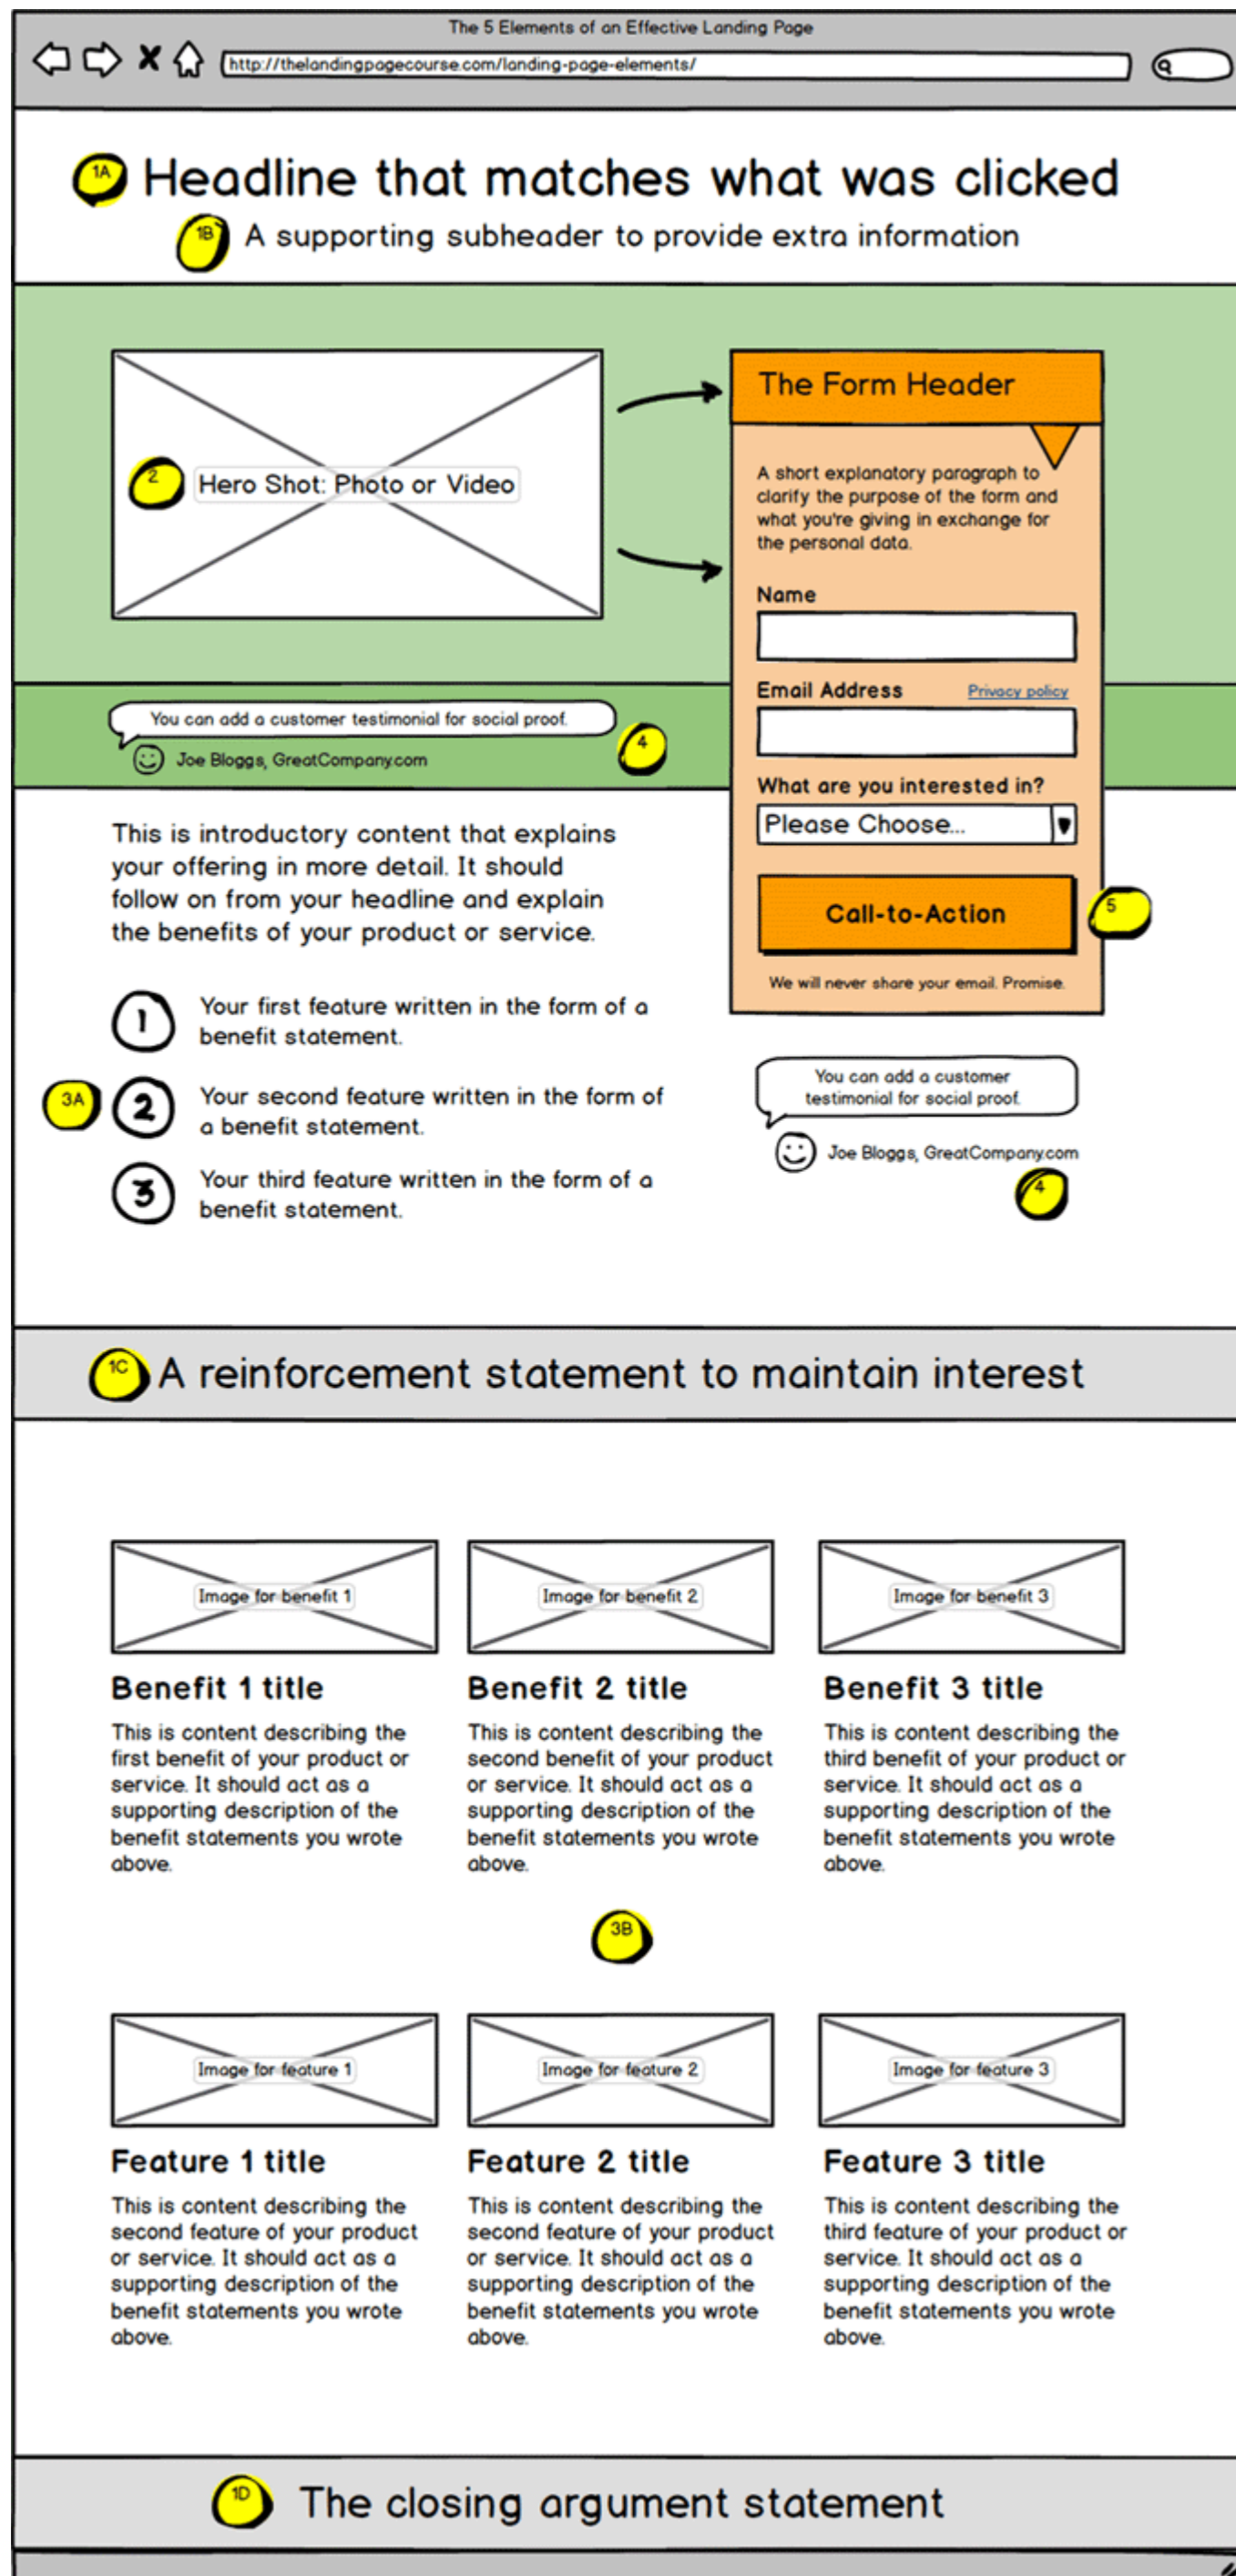 The 5 Elements of an Effective Landing Page
http://thelandingpagecourse.com/landing-page-elements/
1A
Headline that matches what was clicked
1B
A supporting subheader to provide extra information
2
Hero Shot: Photo or Video
The Form Header
A short explanatory paragraph to
clarify the purpose of the form and
what you're giving in exchange for
the personal data.
Name
Email Address
Privacy policy
What are you interested in?
Please Choose...
Call-to-Action
5
We will never share your email. Promise.
You can add a customer testimonial for social proof.
4
Joe Bloggs, GreatCompany.com
This is introductory content that explains
your offering in more detail. It should
follow on from your headline and explain
the benefits of your product or service.
1
Your first feature written in the form of a
benefit statement.
3A
2
Your second feature written in the form of
a benefit statement.
3
Your third feature written in the form of a
benefit statement.
You can add a customer
testimonial for social proof.
Joe Bloggs, GreatCompany.com
4
1C
A reinforcement statement to maintain interest
Image for benefit 1
Benefit 1 title
This is content describing the
first benefit of your product or
service. It should act as a
supporting description of the
benefit statements you wrote
above.
Image for benefit 2
Benefit 2 title
This is content describing the
second benefit of your product
or service. It should act as a
supporting description of the
benefit statements you wrote
above.
Image for benefit 3
Benefit 3 title
This is content describing the
third benefit of your product or
service. It should act as a
supporting description of the
benefit statements you wrote
above.
3B
Image for feature 1
Feature 1 title
This is content describing the
second feature of your product
or service. It should act as a
supporting description of the
benefit statements you wrote
above.
Image for feature 2
Feature 2 title
This is content describing the
second feature of your product
or service. It should act as a
supporting description of the
benefit statements you wrote
above.
Image for feature 3
Feature 3 title
This is content describing the
third feature of your product or
service. It should act as a
supporting description of the
benefit statements you wrote
above.
1D
The closing argument statement